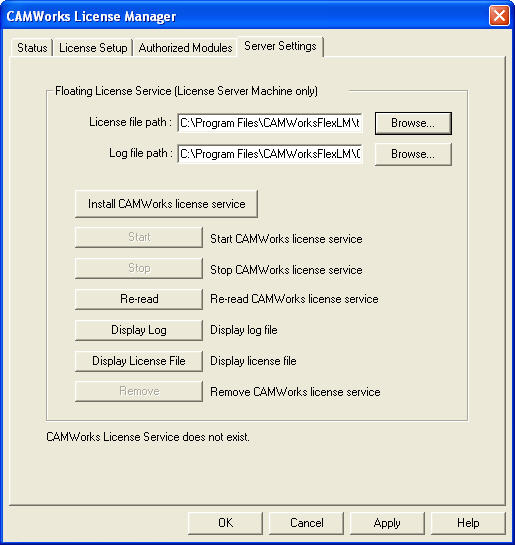 CAMWorks License Manager
Status License Setup Authorized Modules Server Settings
Floating License Service (License Server Machine only)
License file path : C:\Program Files\CAMWorksFlexLM\t Browse...
Log file path : C:\Program Files\CAMWorksFlexLM\ Browse...
Install CAMWorks license service
Start Start CAMWorks license service
Stop Stop CAMWorks license service
Re-read Re-read CAMWorks license service
Display Log Display log file
Display License File Display license file
Remove Remove CAMWorks license service
CAMWorks License Service does not exist.
OK Cancel Apply Help